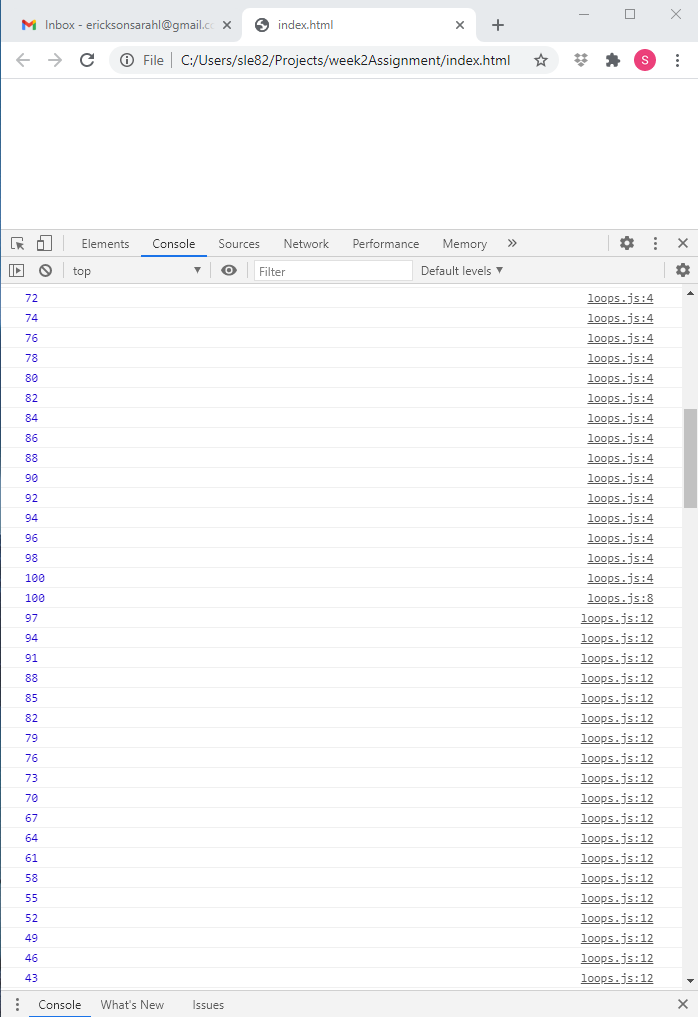 Inbox - ericksonsarahl@gmail.c
index.html
File C:/Users/sle82/Projects/week2Assignment/index.html
S
Elements Console Sources Network Performance Memory
top Filter Default levels
72 loops.js:4
74 loops.js:4
76 loops.js:4
78 loops.js:4
80 loops.js:4
82 loops.js:4
84 loops.js:4
86 loops.js:4
88 loops.js:4
90 loops.js:4
92 loops.js:4
94 loops.js:4
96 loops.js:4
98 loops.js:4
100 loops.js:4
100 loops.js:8
97 loops.js:12
94 loops.js:12
91 loops.js:12
88 loops.js:12
85 loops.js:12
82 loops.js:12
79 loops.js:12
76 loops.js:12
73 loops.js:12
70 loops.js:12
67 loops.js:12
64 loops.js:12
61 loops.js:12
58 loops.js:12
55 loops.js:12
52 loops.js:12
49 loops.js:12
46 loops.js:12
43 loops.js:12
Console What's New Issues